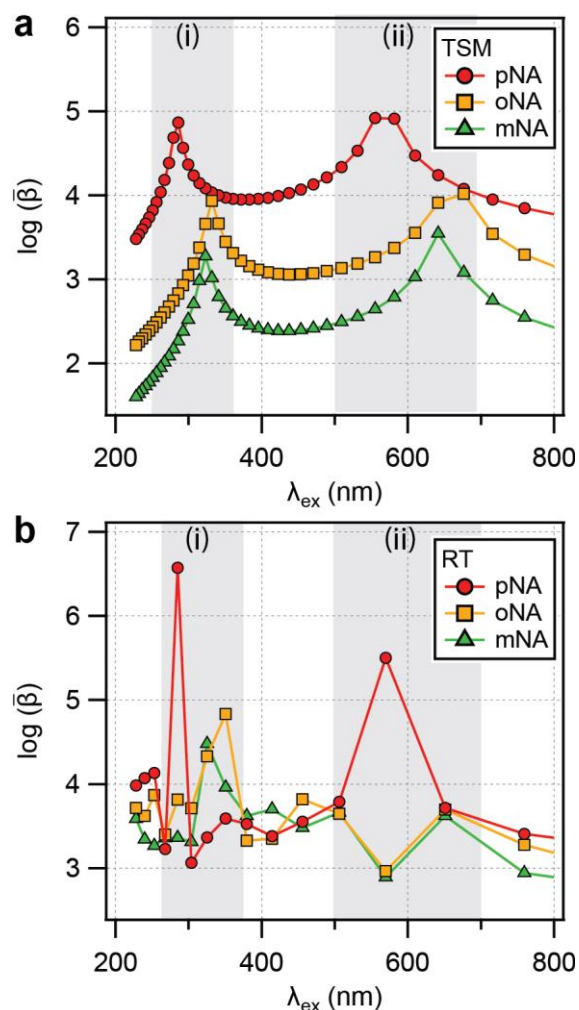 a
(i)
(ii)
TSM
pNA
oNA
mNA
6
5
4
3
2
log (β̄)
200
400
600
800
λex (nm)
b
(i)
(ii)
RT
pNA
oNA
mNA
7
6
5
4
3
log (β̄)
200
400
600
800
λex (nm)